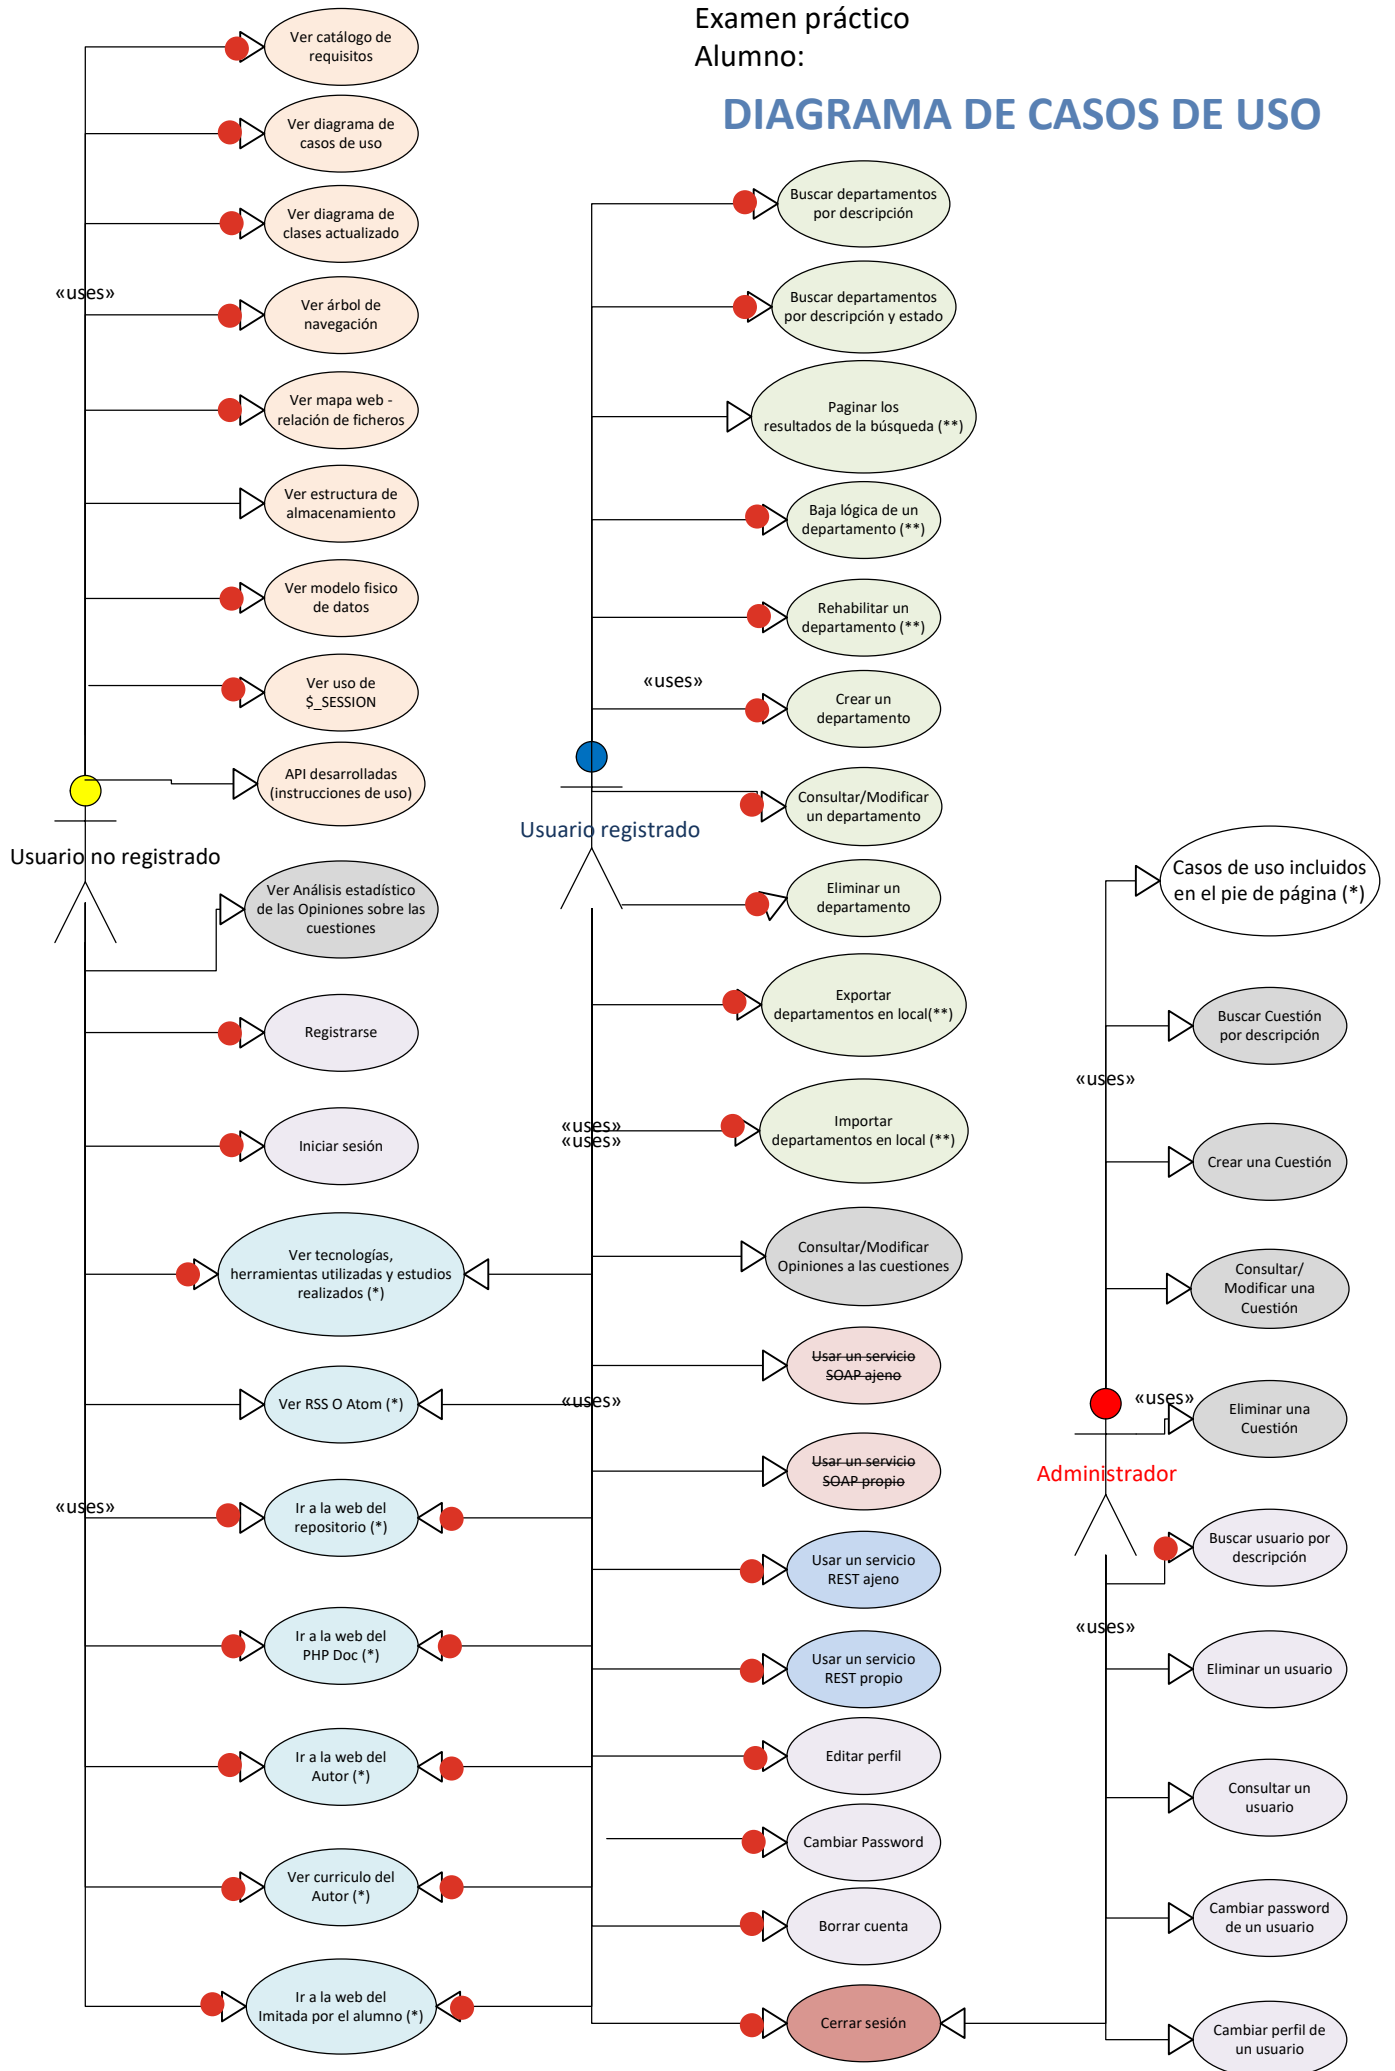 Examen práctico
Alumno:
DIAGRAMA DE CASOS DE USO
Ver catálogo de
requisitos
Ver diagrama de
casos de uso
Ver diagrama de
clases actualizado
«uses»
Ver árbol de
navegación
Ver mapa web -
relación de ficheros
Ver estructura de
almacenamiento
Ver modelo fisico
de datos
Ver uso de
$_SESSION
API desarrolladas
(instrucciones de uso)
Usuario no registrado
Ver Análisis estadístico
de las Opiniones sobre las
cuestiones
Registrarse
Iniciar sesión
Ver tecnologías,
herramientas utilizadas y estudios
realizados (*)
Ver RSS O Atom (*)
«uses»
Ir a la web del
repositorio (*)
Ir a la web del
PHP Doc (*)
Ir a la web del
Autor (*)
Ver curriculo del
Autor (*)
Ir a la web del
Imitada por el alumno (*)
Buscar departamentos
por descripción
Buscar departamentos
por descripción y estado
Paginar los
resultados de la búsqueda (**)
Baja lógica de un
departamento (**)
Rehabilitar un
departamento (**)
«uses»
Crear un
departamento
Consultar/Modificar
un departamento
Usuario registrado
Eliminar un
departamento
Exportar
departamentos en local(**)
«uses»
«uses»
Importar
departamentos en local (**)
Consultar/Modificar
Opiniones a las cuestiones
Usar un servicio
SOAP ajeno
«uses»
Usar un servicio
SOAP propio
Usar un servicio
REST ajeno
Usar un servicio
REST propio
Editar perfil
Cambiar Password
Borrar cuenta
Cerrar sesión
Casos de uso incluidos
en el pie de página (*)
Buscar Cuestión
por descripción
«uses»
Crear una Cuestión
Consultar/
Modificar una
Cuestión
«uses»
Eliminar una
Cuestión
Administrador
Buscar usuario por
descripción
«uses»
Eliminar un usuario
Consultar un
usuario
Cambiar password
de un usuario
Cambiar perfil de
un usuario